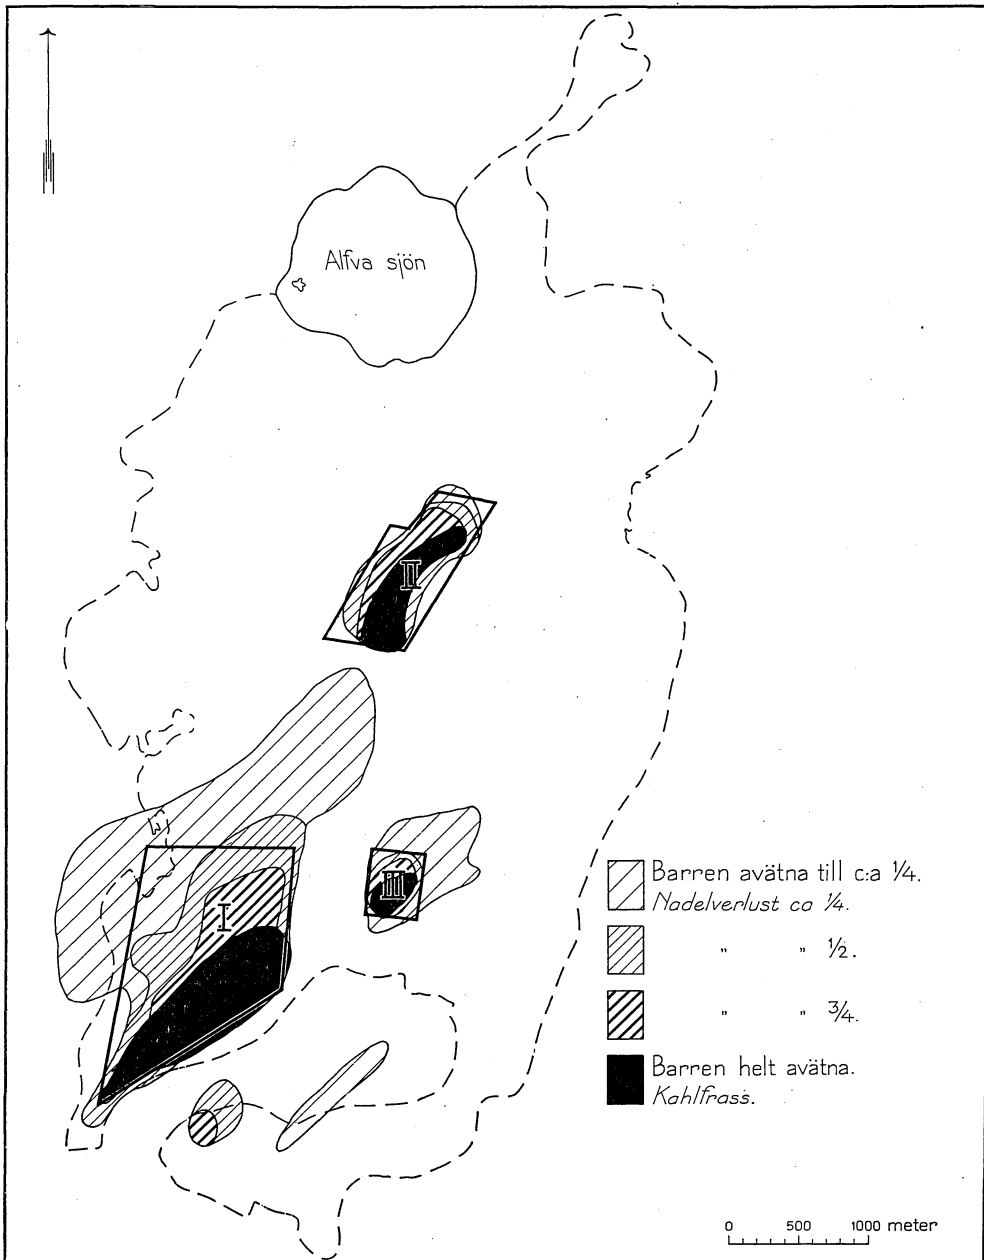 Alfva sjön
II
III
I
Barren avätna till c:a 1/4.
Nadelverlust ca 1/4.
" " 1/2.
" " 3/4.
Barren helt avätna.
Kahlfrass.
0 500 1000 meter